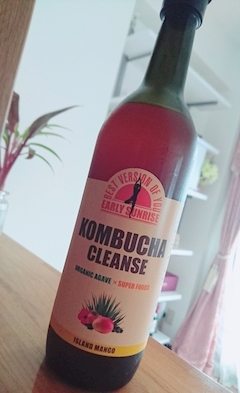 BEST VERSION OF YOU
EARLY SUNRISE
KOMBUCHA
CLEANSE
ORGANIC AGAVE + SUPER FOODS
ISLAND MANGO